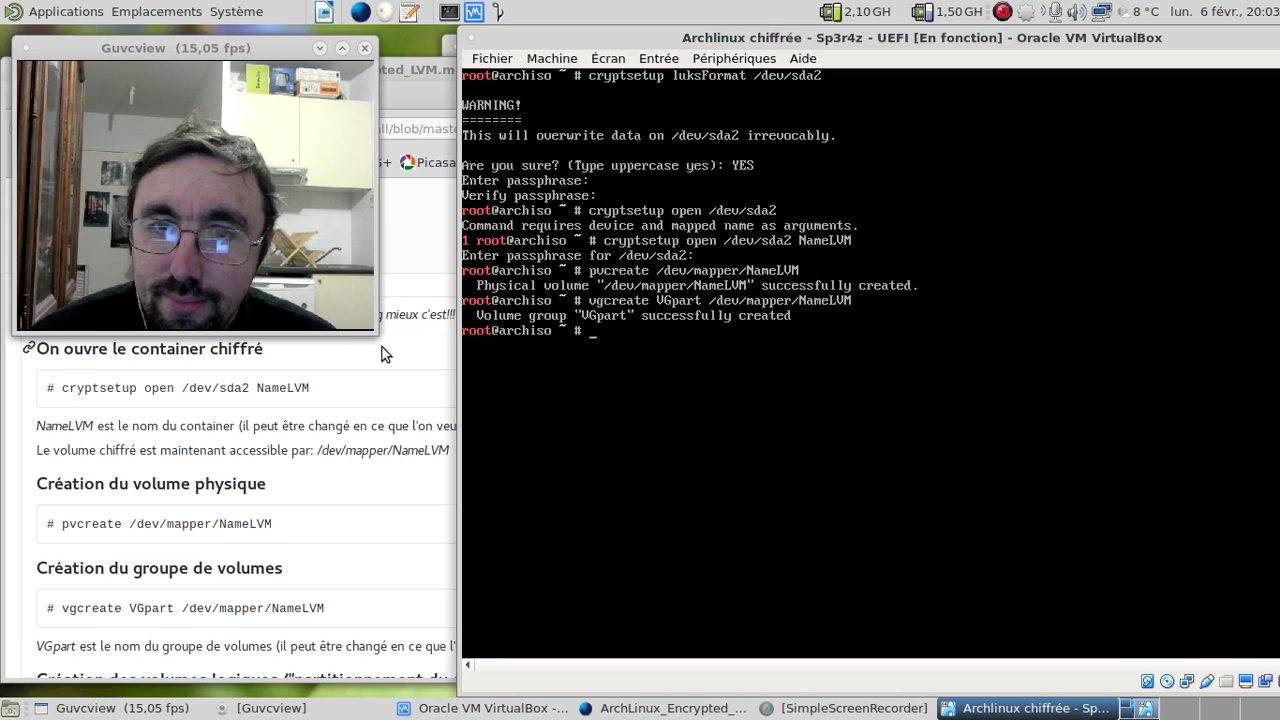 Applications Emplacements Système
2,10 GH
1,50 GH
°C lun. 6 févr., 20:03
Guvcview (15,05 fps)
pted_LVM.m
ll/blob/mast
Picasa
mieux c'est!!!
On ouvre le container chiffré
# cryptsetup open /dev/sda2 NameLVM
NameLVM est le nom du container (il peut être changé en ce que l'on veu
Le volume chiffré est maintenant accessible par: /dev/mapper/NameLVM
Création du volume physique
# pvcreate /dev/mapper/NameLVM
Création du groupe de volumes
# vgcreate VGpart /dev/mapper/NameLVM
VGpart est le nom du groupe de volumes (il peut être changé en ce que l'
Création des volumes logiques ("partitionnement du
Archlinux chiffrée - Sp3r4z - UEFI [En fonction] - Oracle VM VirtualBox
Fichier Machine Écran Entrée Périphériques Aide
root@archiso ~ # cryptsetup luksFormat /dev/sda2
WARNING!
========
This will overwrite data on /dev/sda2 irrevocably.
Are you sure? (Type uppercase yes): YES
Enter passphrase:
Verify passphrase:
root@archiso ~ # cryptsetup open /dev/sda2
Command requires device and mapped name as arguments.
1 root@archiso ~ # cryptsetup open /dev/sda2 NameLVM
Enter passphrase for /dev/sda2:
root@archiso ~ # pvcreate /dev/mapper/NameLVM
Physical volume "/dev/mapper/NameLVM" successfully created.
root@archiso ~ # vgcreate VGpart /dev/mapper/NameLVM
Volume group "VGpart" successfully created
root@archiso ~ # _
Guvcview (15,05 fps)
[Guvcview]
Oracle VM VirtualBox -...
ArchLinux_Encrypted_...
[SimpleScreenRecorder]
Archlinux chiffrée - Sp...